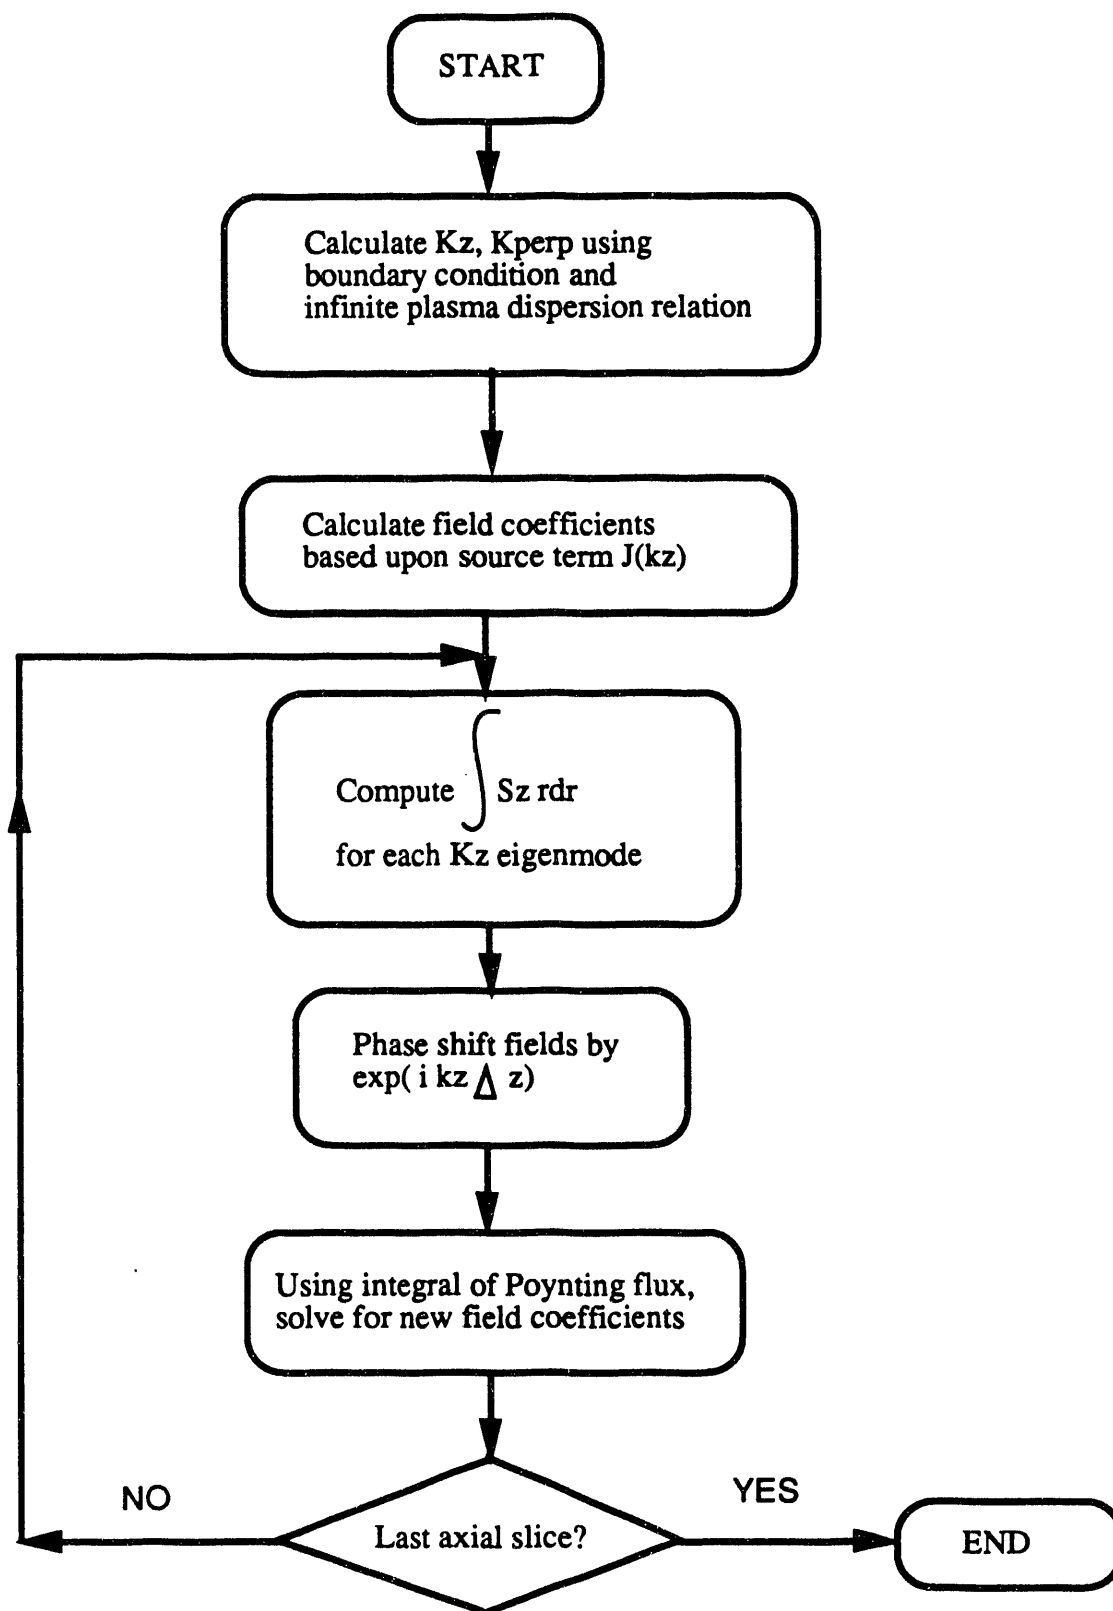 START
Calculate Kz, Kperp using
boundary condition and
infinite plasma dispersion relation
Calculate field coefficients
based upon source term J(kz)
Compute ∫ Sz rdr
for each Kz eigenmode
Phase shift fields by
exp( i kz Δ z)
Using integral of Poynting flux,
solve for new field coefficients
NO
YES
Last axial slice?
END